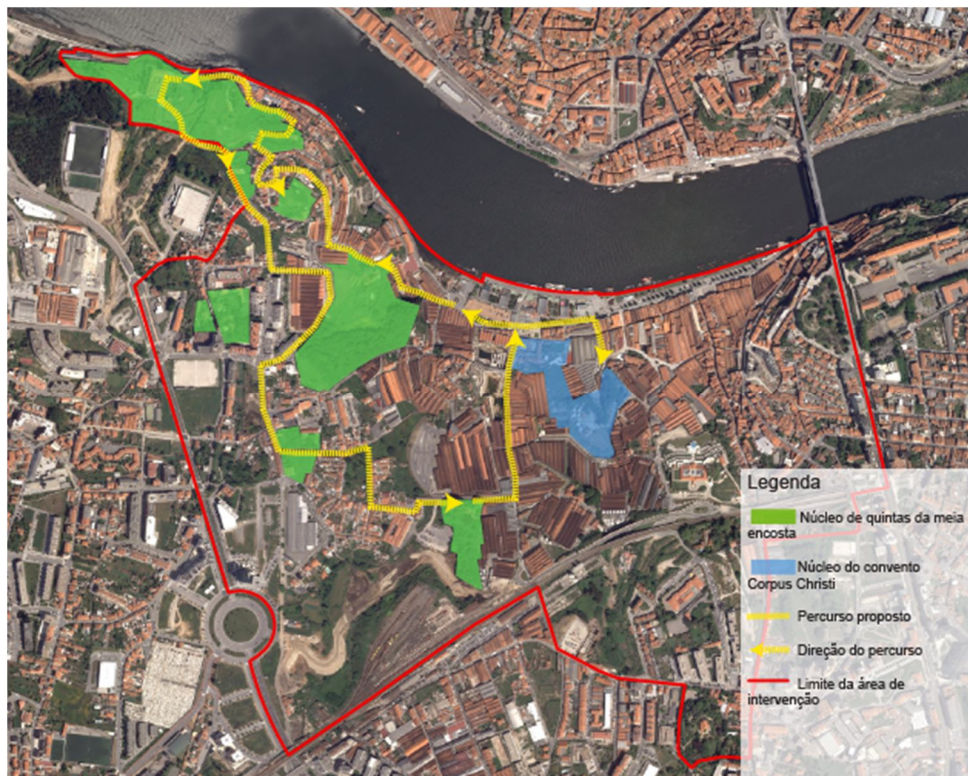 Legenda
Núcleo de quintas da meia
encosta
Núcleo do convento
Corpus Christi
Percurso proposto
Direção do percurso
Limite da área de
intervenção